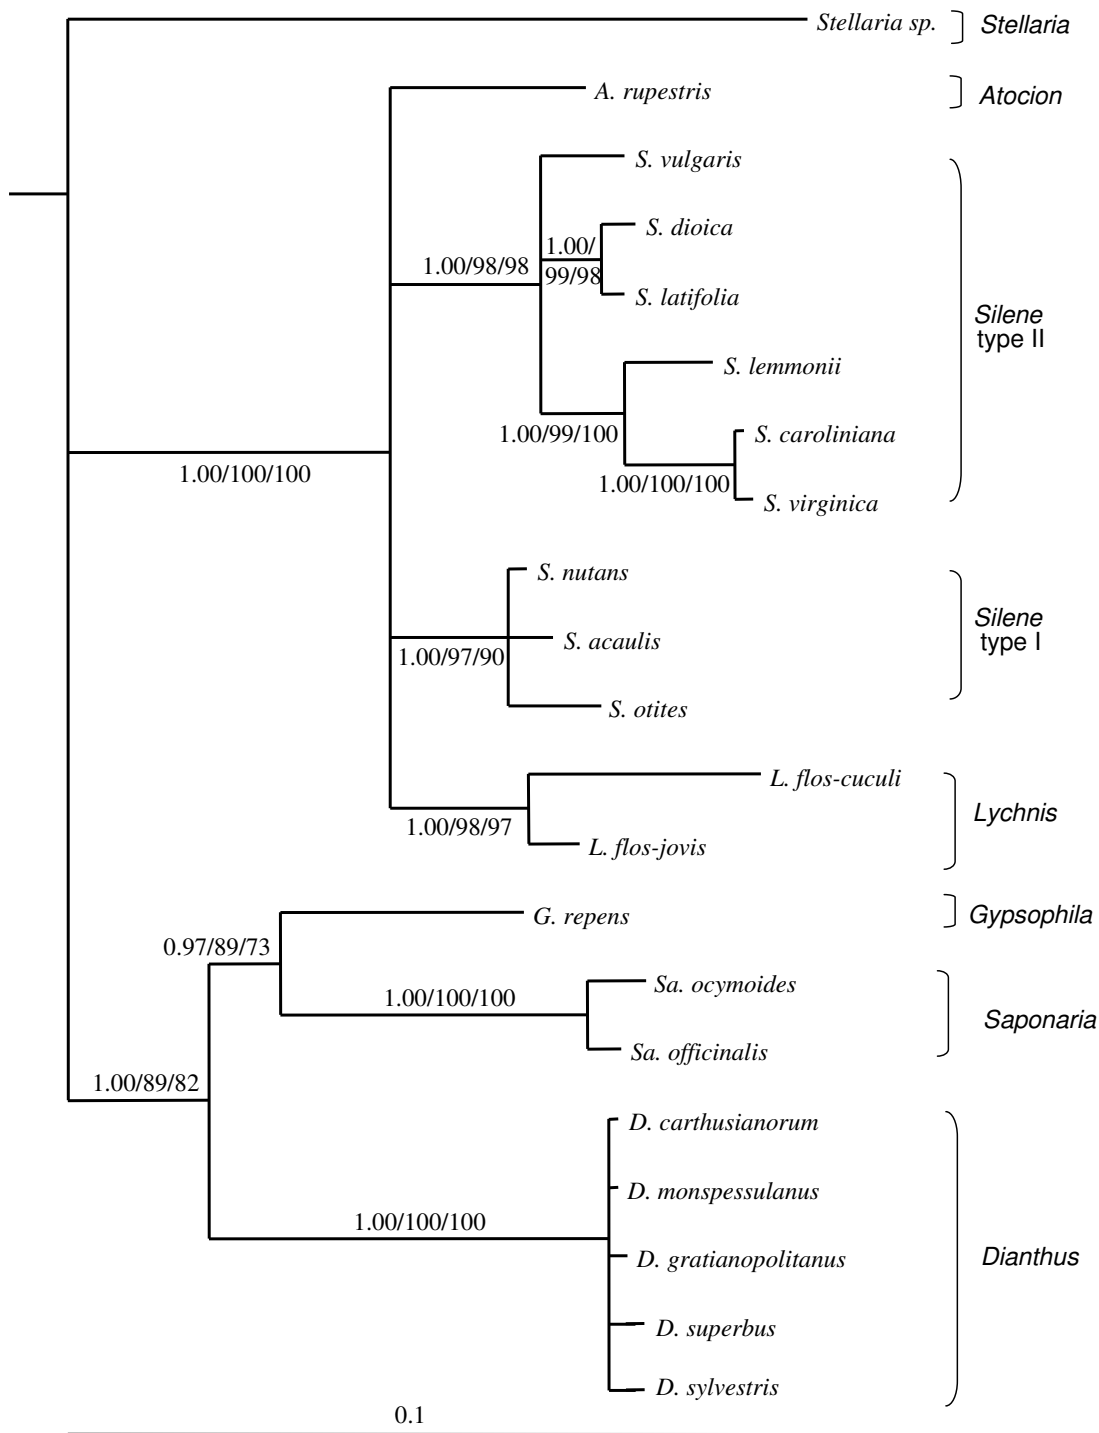 Stellaria sp.
Stellaria
A. rupestris
Atocion
S. vulgaris
S. dioica
1.00/
99/98
1.00/98/98
S. latifolia
Silene
type II
S. lemmonii
1.00/99/100
S. caroliniana
1.00/100/100
1.00/100/100
S. virginica
S. nutans
Silene
type I
S. acaulis
1.00/97/90
S. otites
L. flos-cuculi
Lychnis
1.00/98/97
L. flos-jovis
G. repens
Gypsophila
0.97/89/73
Sa. ocymoides
1.00/100/100
Saponaria
Sa. officinalis
1.00/89/82
D. carthusianorum
D. monspessulanus
1.00/100/100
D. gratianopolitanus
Dianthus
D. superbus
D. sylvestris
0.1